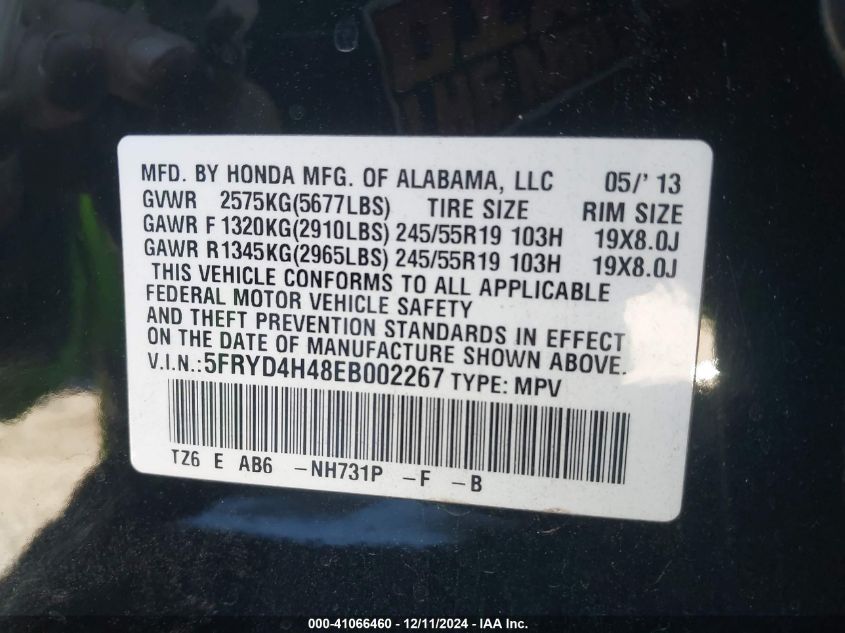 MFD. BY HONDA MFG. OF ALABAMA, LLC 05/' 13
GVWR 2575KG(5677LBS) TIRE SIZE RIM SIZE
GAWR F 1320KG(2910LBS) 245/55R19 103H 19X8.0J
GAWR R1345KG(2965LBS) 245/55R19 103H 19X8.0J
THIS VEHICLE CONFORMS TO ALL APPLICABLE
FEDERAL MOTOR VEHICLE SAFETY
AND THEFT PREVENTION STANDARDS IN EFFECT
ON THE DATE OF MANUFACTURE SHOWN ABOVE.
V.I.N.:5FRYD4H48EB002267 TYPE: MPV
TZ6 E AB6 -NH731P -F -B
000-41066460 - 12/11/2024 - IAA Inc.